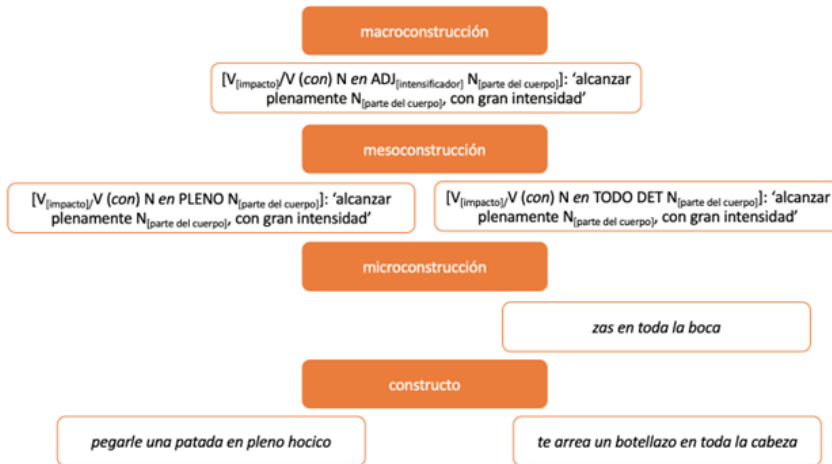 macroconstrucción
[V[impacto]/V (con) N en ADJ[intensificador] N[parte del cuerpo]]: ‘alcanzar
plenamente N[parte del cuerpo], con gran intensidad’
mesoconstrucción
[V[impacto]/V (con) N en PLENO N[parte del cuerpo]]: ‘alcanzar
plenamente N[parte del cuerpo], con gran intensidad’
[V[impacto]/V (con) N en TODO DET N[parte del cuerpo]]: ‘alcanzar
plenamente N[parte del cuerpo], con gran intensidad’
microconstrucción
zas en toda la boca
constructo
pegarle una patada en pleno hocico
te arrea un botellazo en toda la cabeza